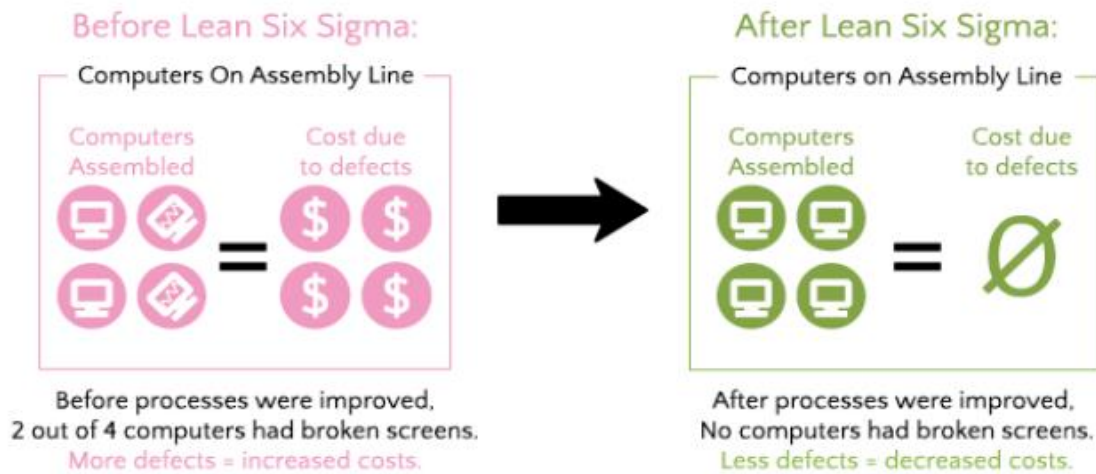 Before Lean Six Sigma:
Computers On Assembly Line
Computers
Assembled
Cost due
to defects
$ $
=
$ $
Before processes were improved,
2 out of 4 computers had broken screens.
More defects = increased costs.
After Lean Six Sigma:
Computers on Assembly Line
Computers
Assembled
Cost due
to defects
= Ø
After processes were improved,
No computers had broken screens.
Less defects = decreased costs.